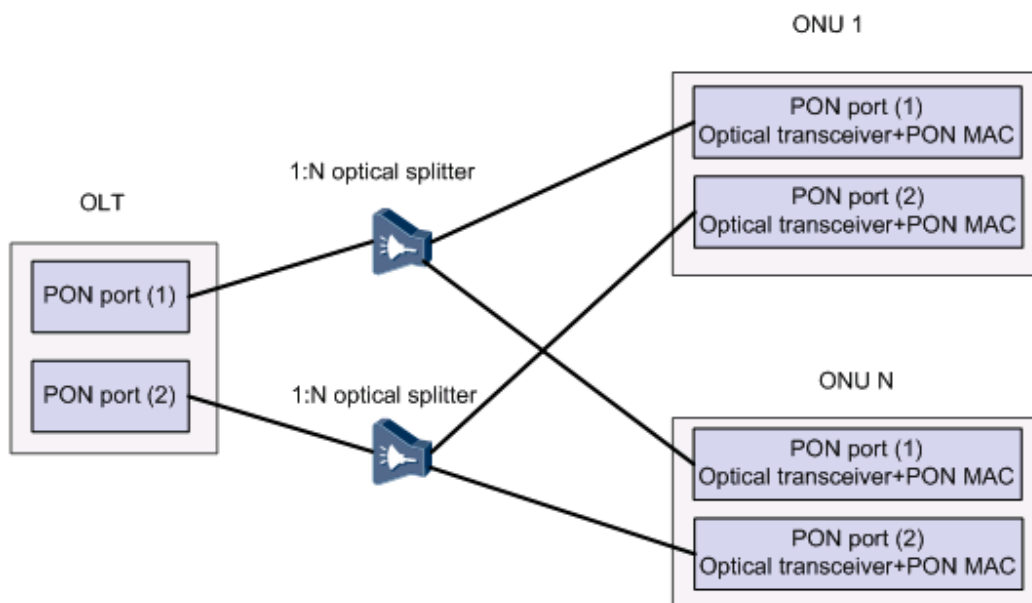 ONU 1
PON port (1)
Optical transceiver+PON MAC
PON port (2)
Optical transceiver+PON MAC
1:N optical splitter
OLT
PON port (1)
PON port (2)
1:N optical splitter
ONU N
PON port (1)
Optical transceiver+PON MAC
PON port (2)
Optical transceiver+PON MAC